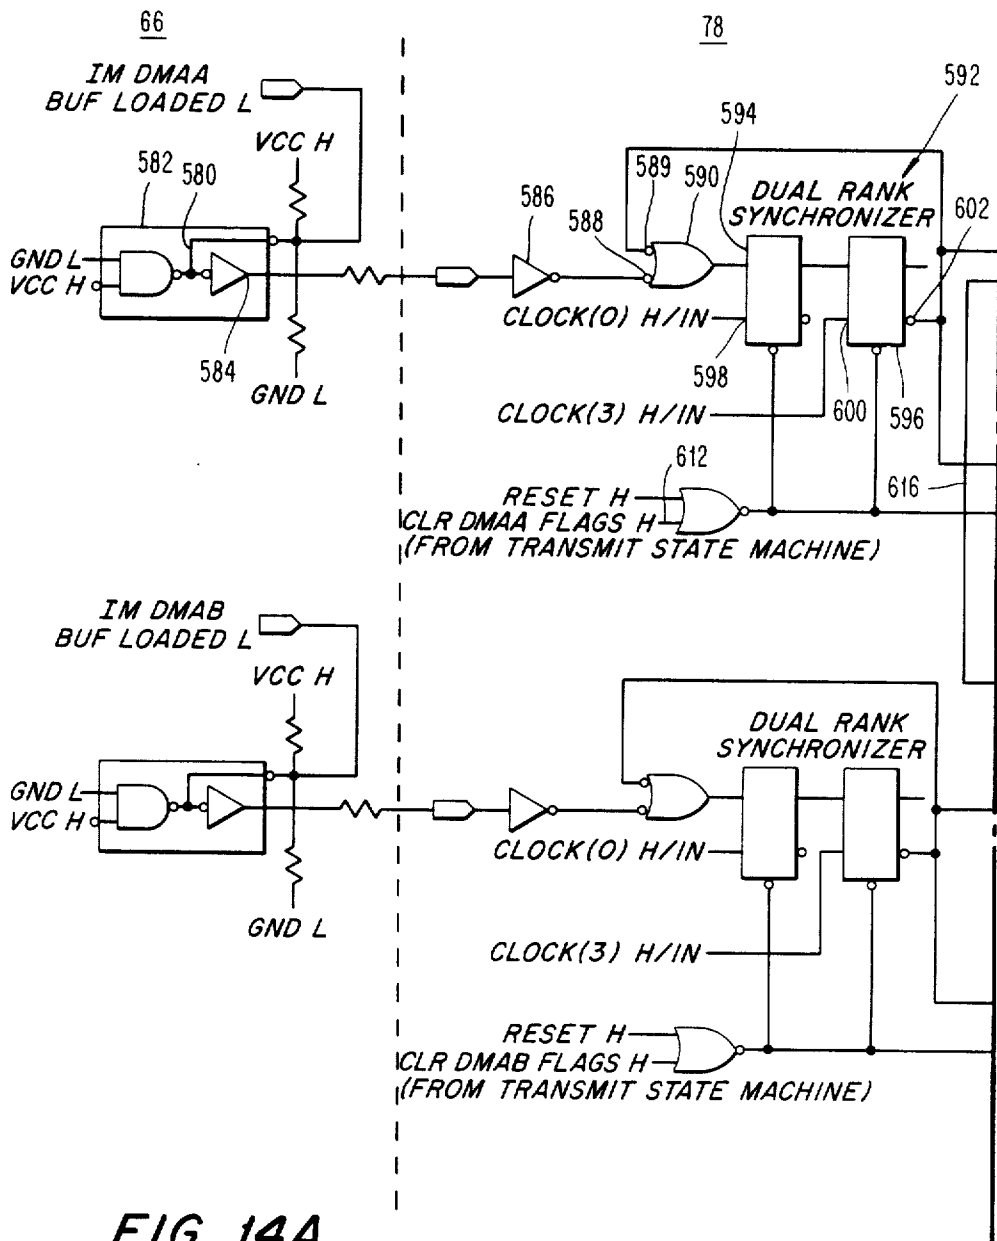 66
78
IM DMAA
BUF LOADED L
592
594
VCC H
582
580
586
589
590
DUAL RANK
SYNCHRONIZER
588
602
GND L
VCC H
CLOCK(0) H/IN
584
598
GND L
600
596
CLOCK(3) H/IN
612
616
RESET H
CLR DMAA FLAGS H
(FROM TRANSMIT STATE MACHINE)
IM DMAB
BUF LOADED L
VCC H
DUAL RANK
SYNCHRONIZER
GND L
VCC H
CLOCK(0) H/IN
GND L
CLOCK(3) H/IN
RESET H
CLR DMAB FLAGS H
(FROM TRANSMIT STATE MACHINE)
FIG. 14A